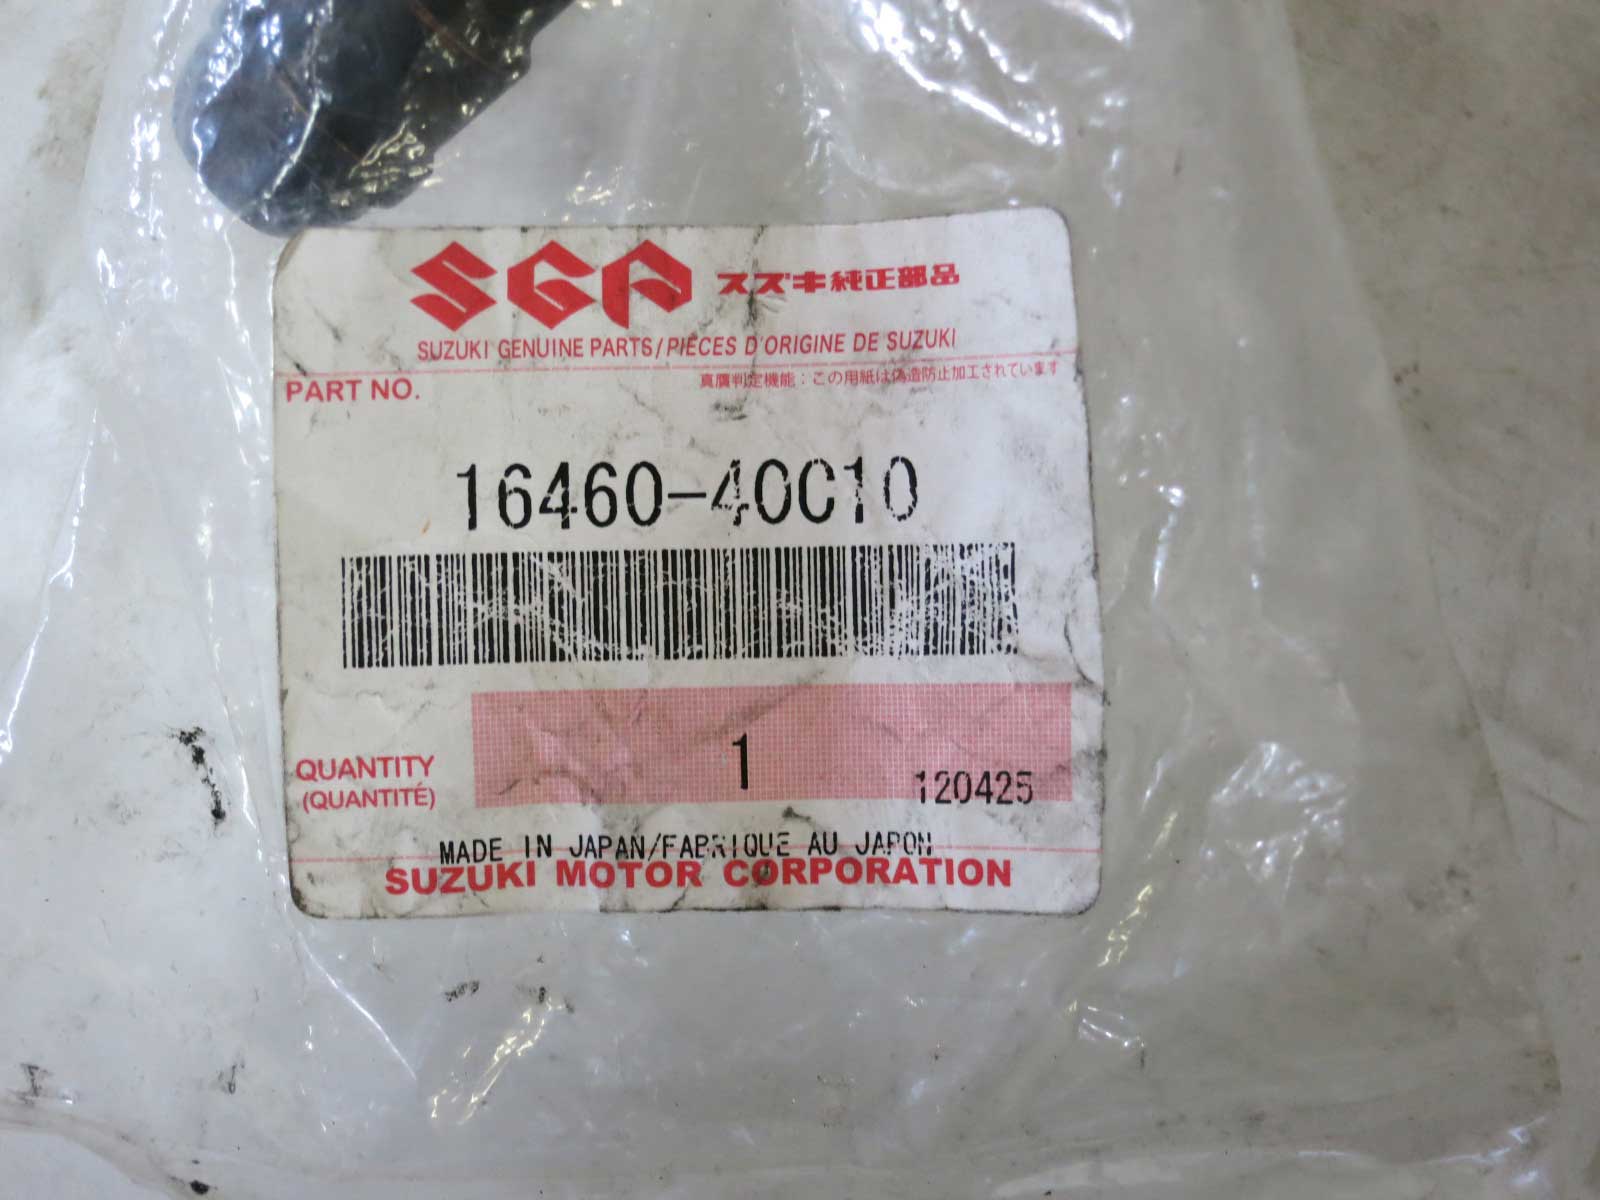 SGP スズキ純正部品
SUZUKI GENUINE PARTS/PIÈCES D'ORIGINE DE SUZUKI
PART NO.
真贋判定機能：この用紙は偽造防止加工されています
16460-40C10
1
QUANTITY
(QUANTITÉ)
120425
MADE IN JAPAN/FABRIQUE AU JAPON
SUZUKI MOTOR CORPORATION